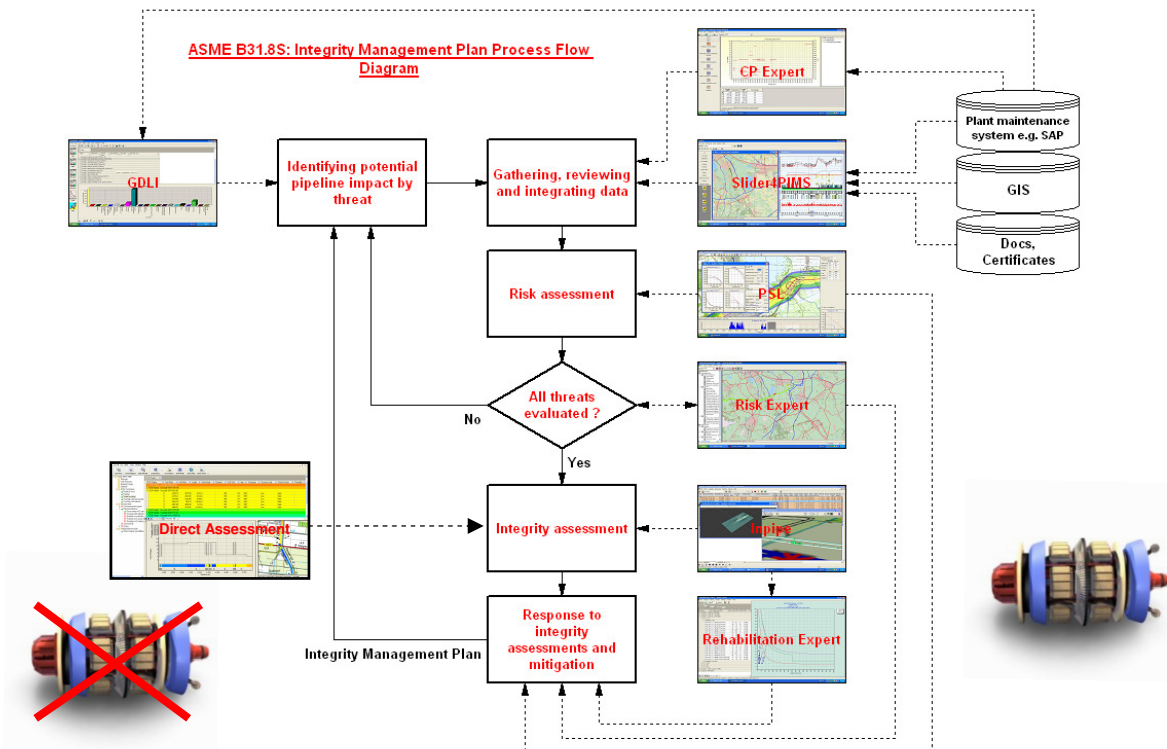 ASME B31.8S: Integrity Management Plan Process Flow
Diagram
CP Expert
Plant maintenance
system e.g. SAP
GDLI
Identifying potential
pipeline impact by
threat
Gathering, reviewing
and integrating data
Slider4PIMS
GIS
Docs,
Certificates
Risk assessment
PSL
All threats
evaluated ?
No
Risk Expert
Yes
Direct Assessment
Integrity assessment
Inpipe
Response to
integrity
assessments and
mitigation
Integrity Management Plan
Rehabilitation Expert